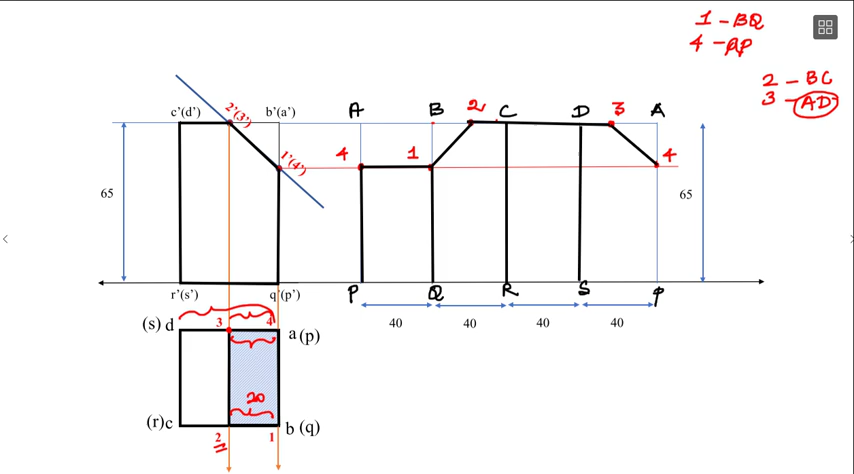 1 - BQ
4 - AP
2 - BC
3 - AD
c'(d') 2'(3') b'(a') A B 2 C D 3 A
1'(4') 4 1 4
65 65
r'(s') q'(p') P Q R S P
40 40 40 40
(s) d 3 4 a (p)
20
(r)c 2 1 b (q)